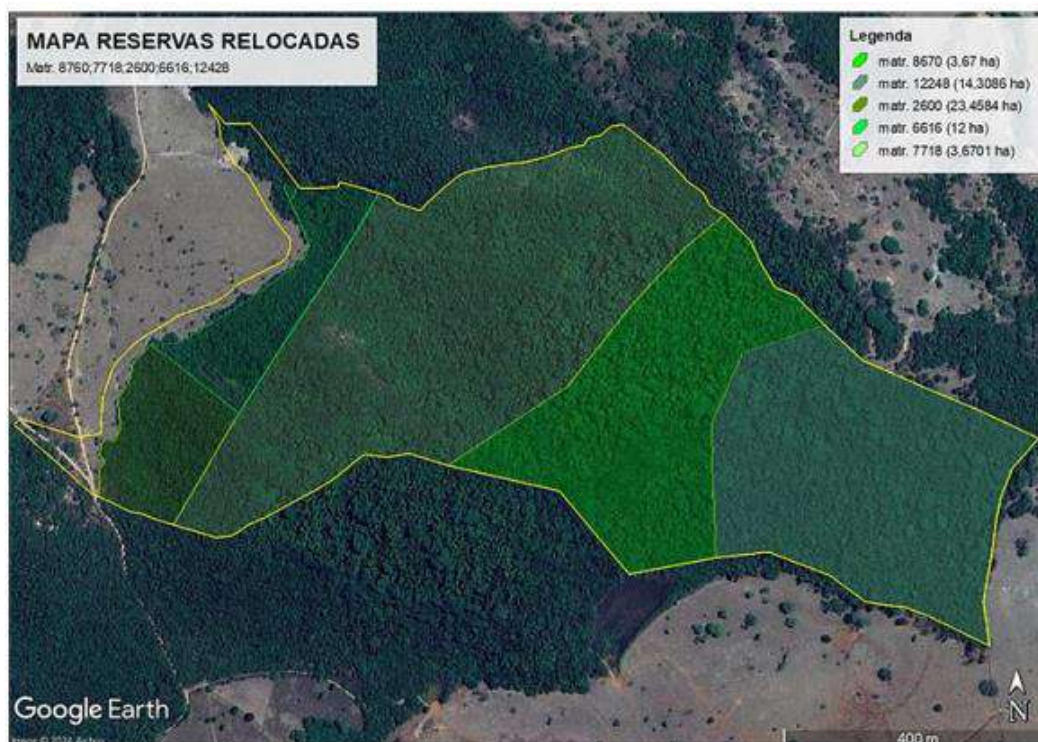 MAPA RESERVAS RELOCADAS
Matr. 8760;7718;2600;6616;12428
Legenda
matr. 8670 (3,67 ha)
matr. 12248 (14,3086 ha)
matr. 2600 (23,4584 ha)
matr. 6616 (12 ha)
matr. 7718 (3,6701 ha)
Google Earth
N
400 m